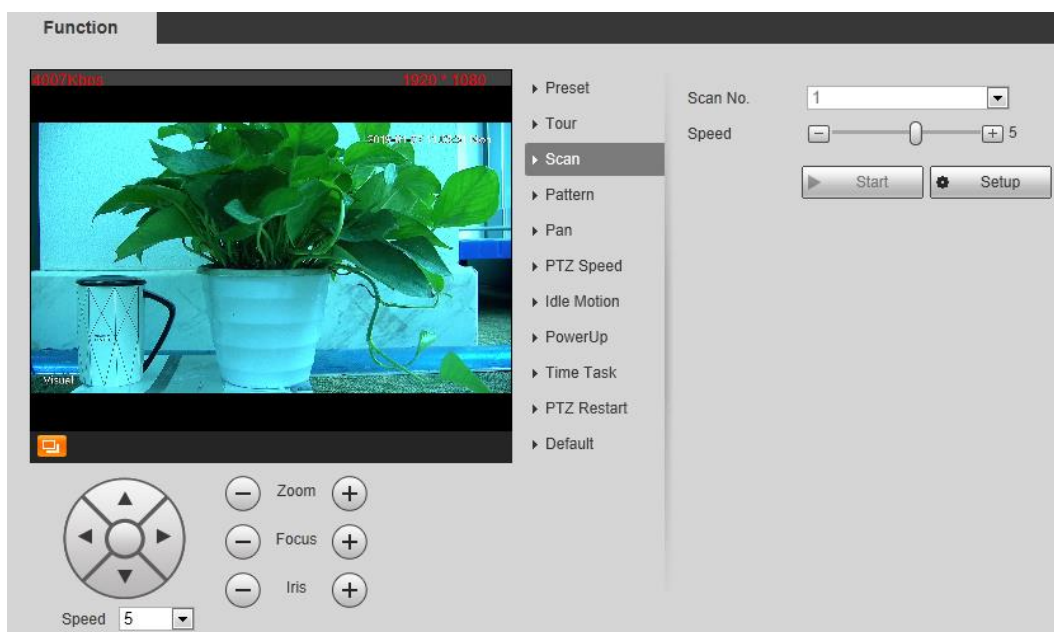 Function
4007Kbps 1920 * 1080
Visual
Zoom
Focus
Iris
Speed 5
Preset
Tour
Scan
Pattern
Pan
PTZ Speed
Idle Motion
PowerUp
Time Task
PTZ Restart
Default
Scan No. 1
Speed 5
Start Setup